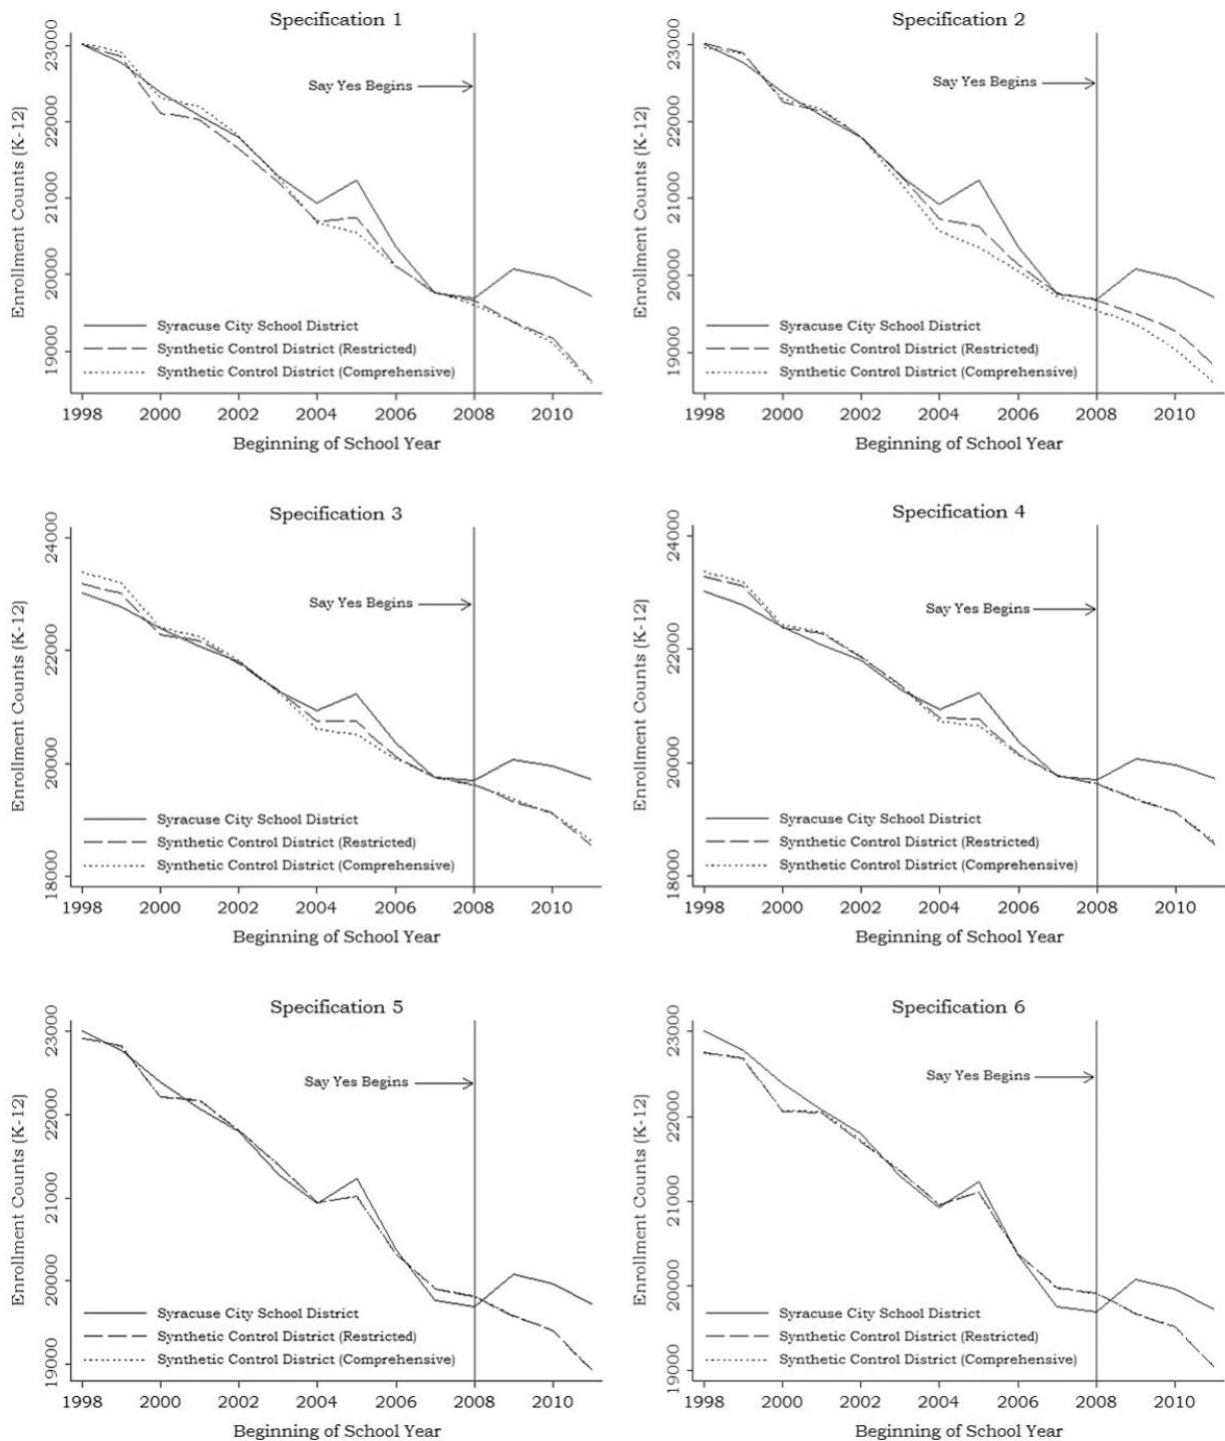 Specification 1
Enrollment Counts (K-12)
23000
22000
21000
20000
19000
Say Yes Begins
Syracuse City School District
Synthetic Control District (Restricted)
Synthetic Control District (Comprehensive)
1998 2000 2002 2004 2006 2008 2010
Beginning of School Year
Specification 2
Enrollment Counts (K-12)
23000
22000
21000
20000
19000
Say Yes Begins
Syracuse City School District
Synthetic Control District (Restricted)
Synthetic Control District (Comprehensive)
1998 2000 2002 2004 2006 2008 2010
Beginning of School Year
Specification 3
Enrollment Counts (K-12)
24000
22000
20000
18000
Say Yes Begins
Syracuse City School District
Synthetic Control District (Restricted)
Synthetic Control District (Comprehensive)
1998 2000 2002 2004 2006 2008 2010
Beginning of School Year
Specification 4
Enrollment Counts (K-12)
24000
22000
20000
18000
Say Yes Begins
Syracuse City School District
Synthetic Control District (Restricted)
Synthetic Control District (Comprehensive)
1998 2000 2002 2004 2006 2008 2010
Beginning of School Year
Specification 5
Enrollment Counts (K-12)
23000
22000
21000
20000
19000
Say Yes Begins
Syracuse City School District
Synthetic Control District (Restricted)
Synthetic Control District (Comprehensive)
1998 2000 2002 2004 2006 2008 2010
Beginning of School Year
Specification 6
Enrollment Counts (K-12)
23000
22000
21000
20000
19000
Say Yes Begins
Syracuse City School District
Synthetic Control District (Restricted)
Synthetic Control District (Comprehensive)
1998 2000 2002 2004 2006 2008 2010
Beginning of School Year